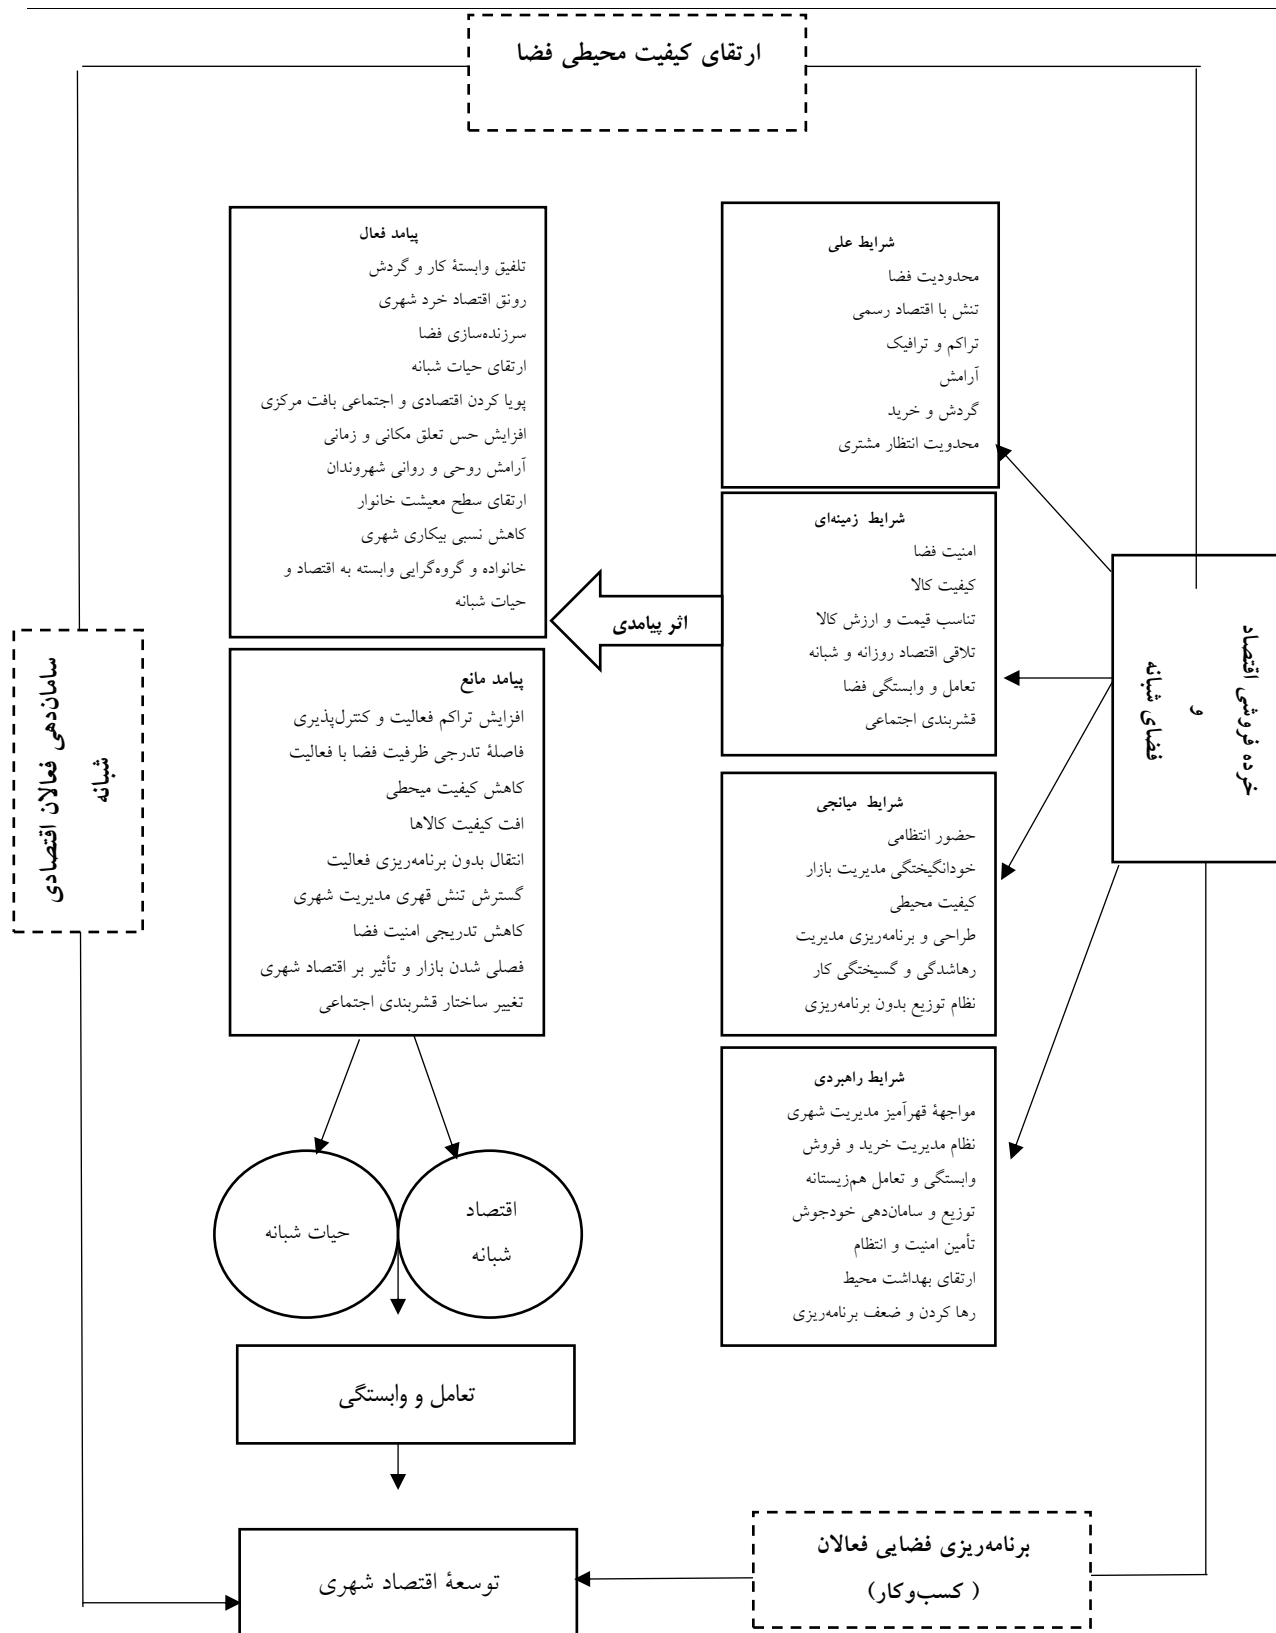 ارتقای کیفیت محیطی فضا
شرایط علی
محدودیت فضا
تنش با اقتصاد رسمی
تراکم و ترافیک
آرامش
گردش و خرید
محدویت انتظار مشتری
شرایط زمینه‌ای
امنیت فضا
کیفیت کالا
تناسب قیمت و ارزش کالا
تلاقی اقتصاد روزانه و شبانه
تعامل و وابستگی فضا
قشربندی اجتماعی
شرایط میانجی
حضور انتظامی
خودانگیختگی مدیریت بازار
کیفیت محیطی
طراحی و برنامه‌ریزی مدیریت
رهاشدگی و گسیختگی کار
نظام توزیع بدون برنامه‌ریزی
شرایط راهبردی
مواجههٔ قهرآمیز مدیریت شهری
نظام مدیریت خرید و فروش
وابستگی و تعامل هم‌زیستانه
توزیع و سامان‌دهی خودجوش
تأمین امنیت و انتظام
ارتقای بهداشت محیط
رها کردن و ضعف برنامه‌ریزی
خرده فروشی اقتصاد
و
فضای شبانه
اثر پیامدی
پیامد فعال
تلفیق وابستهٔ کار و گردش
رونق اقتصاد خرد شهری
سرزنده‌سازی فضا
ارتقای حیات شبانه
پویا کردن اقتصادی و اجتماعی بافت مرکزی
افزایش حس تعلق مکانی و زمانی
آرامش روحی و روانی شهروندان
ارتقای سطح معیشت خانوار
کاهش نسبی بیکاری شهری
خانواده و گروه‌گرایی وابسته به اقتصاد و
حیات شبانه
پیامد مانع
افزایش تراکم فعالیت و کنترل‌پذیری
فاصلهٔ تدرجی ظرفیت فضا با فعالیت
کاهش کیفیت میحطی
افت کیفیت کالاها
انتقال بدون برنامه‌ریزی فعالیت
گسترش تنش قهری مدیریت شهری
کاهش تدریجی امنیت فضا
فصلی شدن بازار و تأثیر بر اقتصاد شهری
تغییر ساختار قشربندی اجتماعی
سامان‌دهی فعالان اقتصادی
شبانه
اقتصاد
شبانه
حیات شبانه
تعامل و وابستگی
توسعهٔ اقتصاد شهری
برنامه‌ریزی فضایی فعالان
( کسب‌وکار)